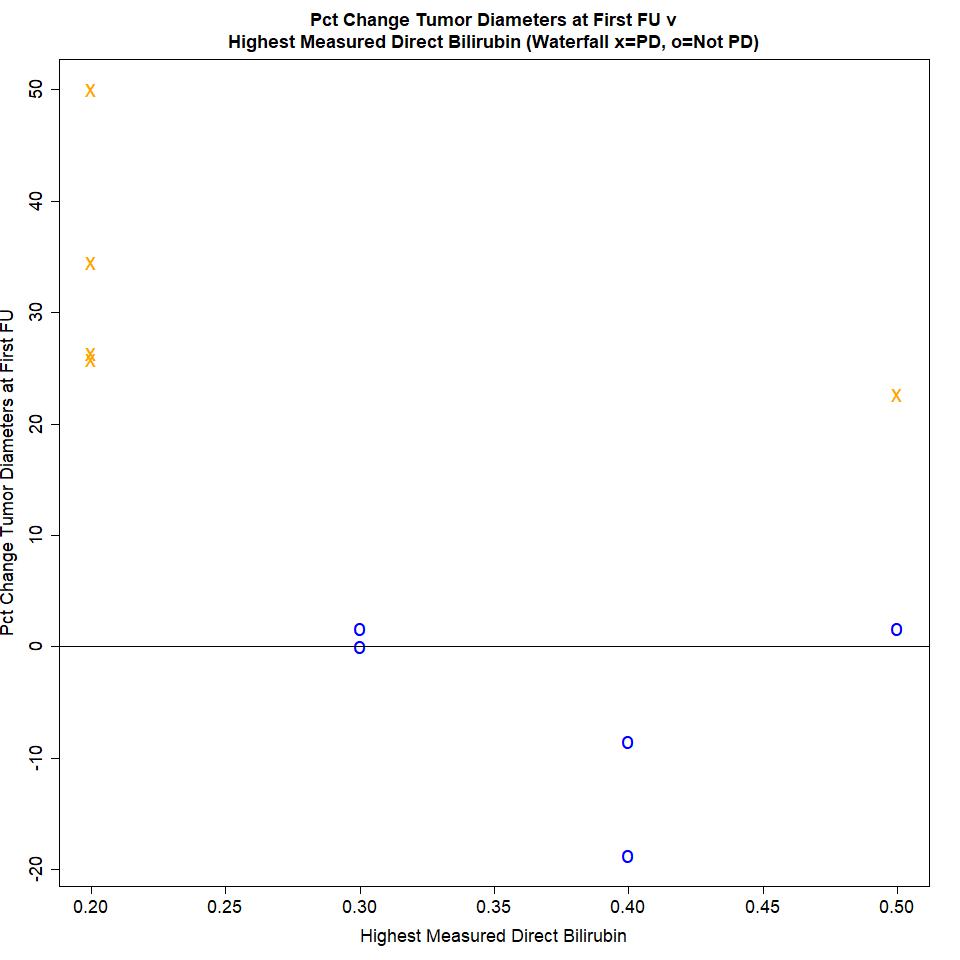 Pct Change Tumor Diameters at First FU v
Highest Measured Direct Bilirubin (Waterfall x=PD, o=Not PD)
Pct Change Tumor Diameters at First FU
50
40
30
20
10
0
-10
-20
x
x
x
x
x
o
o
o
o
o
0.20 0.25 0.30 0.35 0.40 0.45 0.50
Highest Measured Direct Bilirubin